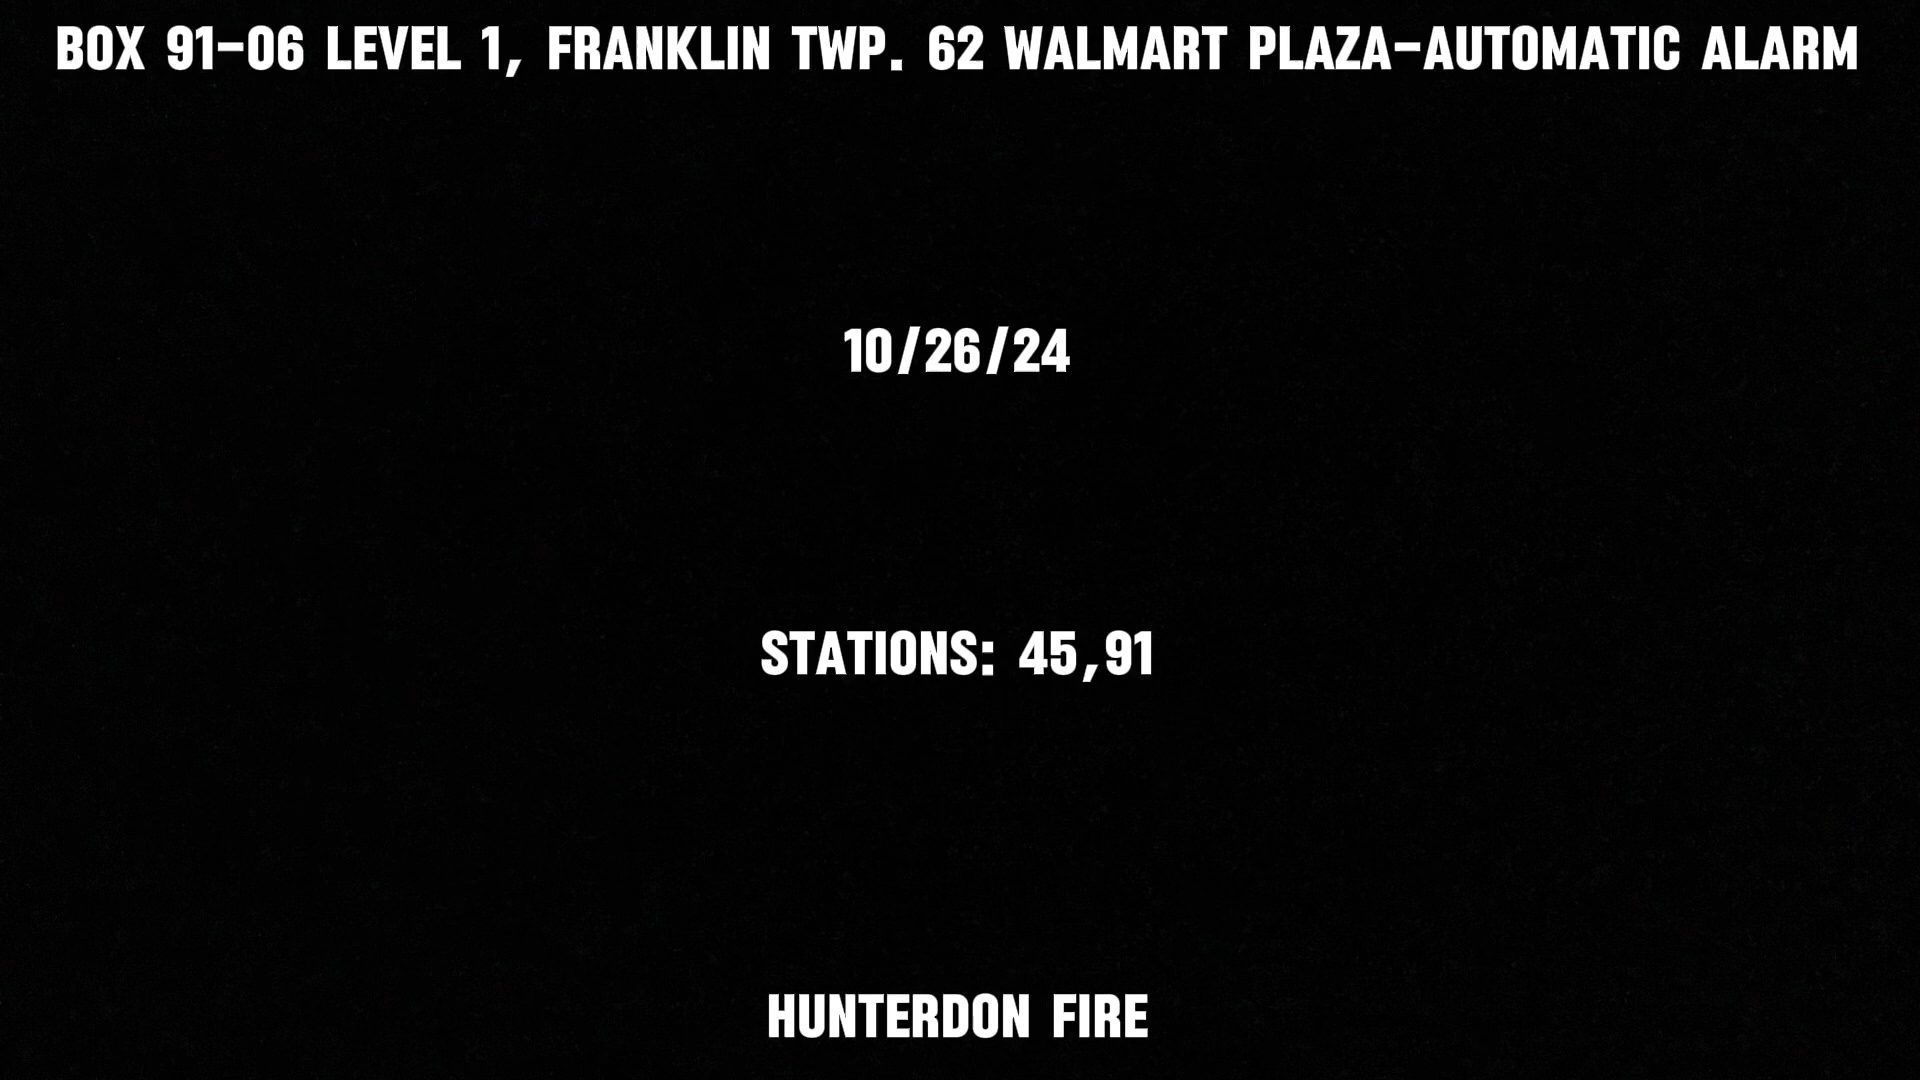 BOX 91-06 LEVEL 1, FRANKLIN TWP. 62 WALMART PLAZA-AUTOMATIC ALARM
10/26/24
STATIONS: 45,91
HUNTERDON FIRE